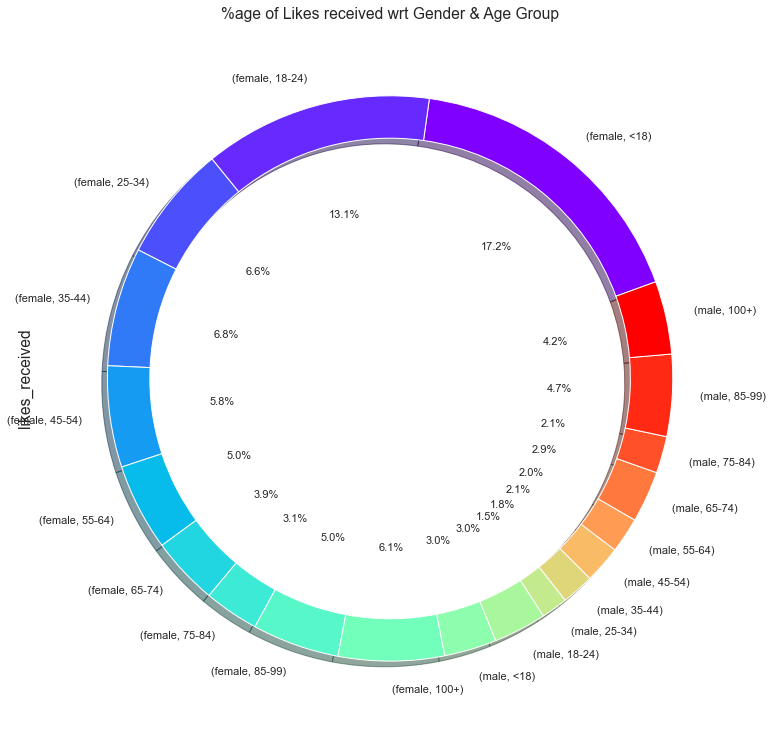 %age of Likes received wrt Gender & Age Group
(female, 18-24)
(female, <18)
(female, 25-34)
13.1%
17.2%
6.6%
(female, 35-44)
(male, 100+)
6.8%
4.2%
likes_received
4.7%
(male, 85-99)
5.8%
(female, 45-54)
2.1%
2.9%
5.0%
(male, 75-84)
2.0%
3.9%
2.1%
1.8%
(male, 65-74)
3.1%
1.5%
(female, 55-64)
3.0%
5.0%
3.0%
6.1%
(male, 55-64)
(male, 45-54)
(female, 65-74)
(male, 35-44)
(male, 25-34)
(female, 75-84)
(male, 18-24)
(female, 85-99)
(male, <18)
(female, 100+)